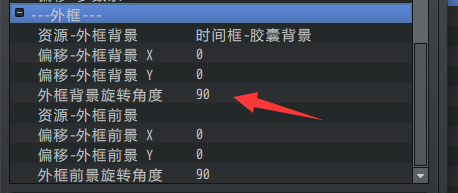 ---外框---
资源-外框背景 时间框-胶囊背景
偏移-外框背景 X 0
偏移-外框背景 Y 0
外框背景旋转角度 90
资源-外框前景
偏移-外框前景 X 0
偏移-外框前景 Y 0
外框前景旋转角度 90